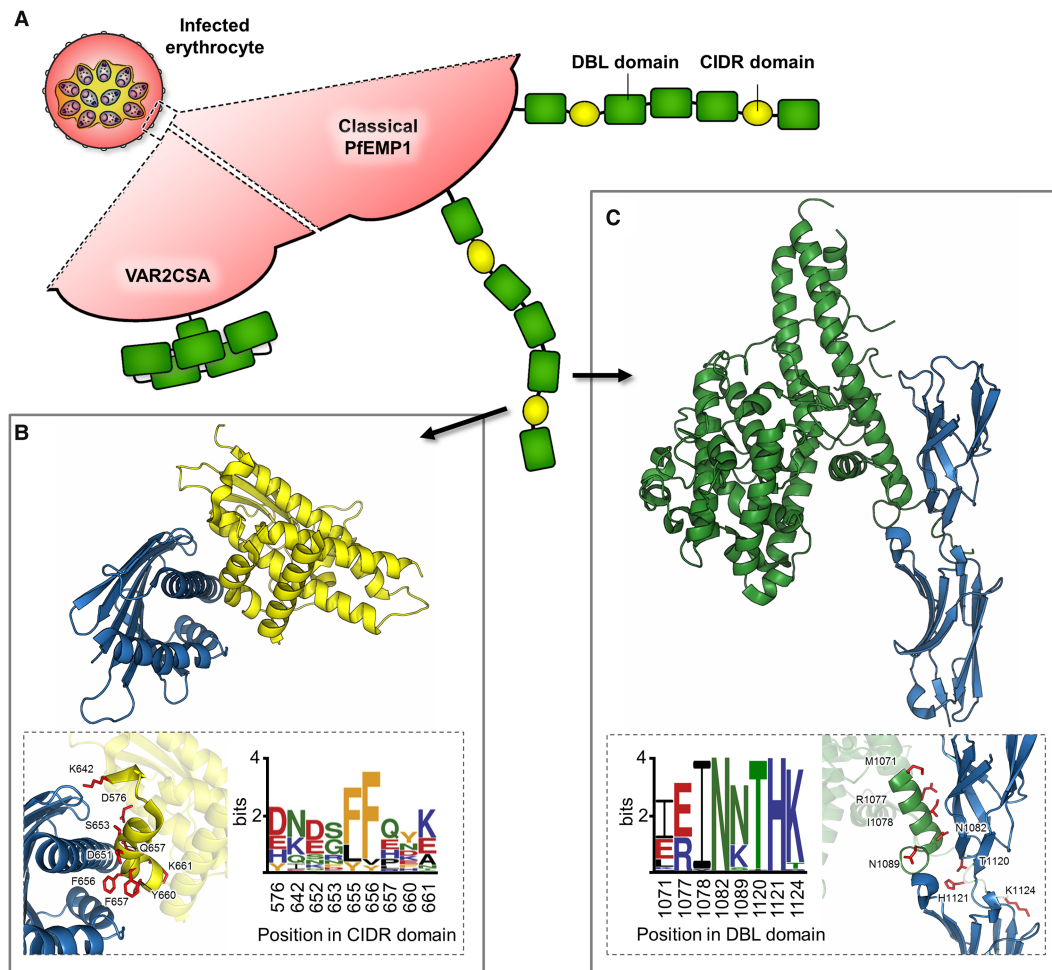 A
Infected
erythrocyte
DBL domain
CIDR domain
Classical
PfEMP1
VAR2CSA
B
K642
D576
S653
Q657
D651
K661
F656
Y660
F657
4
2
bits
D N D S F F Q Y K
E K E G L V E N E
H A
576 642 652 653 655 656 657 660 661
Position in CIDR domain
C
4
2
bits
I E I N N T H K
E R K
1071 1077 1078 1082 1089 1120 1121 1124
Position in DBL domain
M1071
R1077
I1078
N1082
N1089
T1120
H1121
K1124